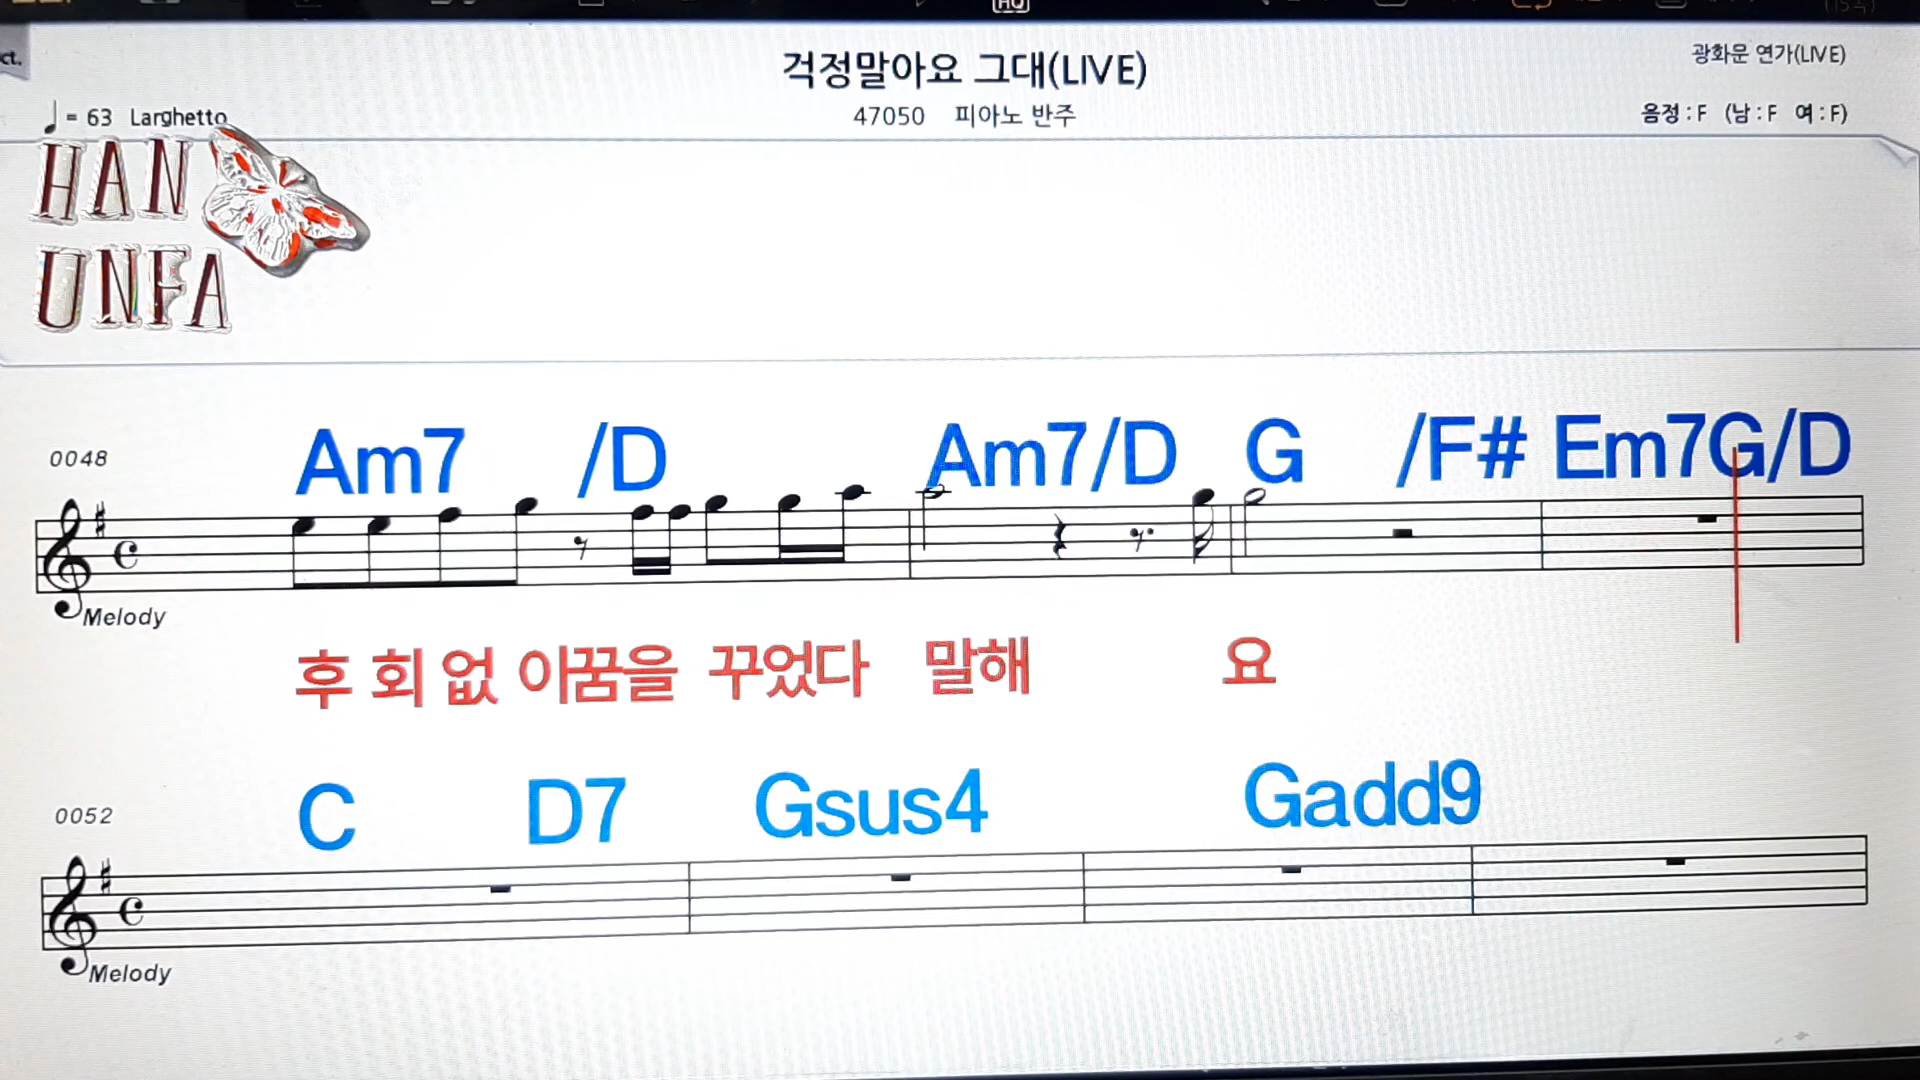 ct.
걱정말아요 그대(LIVE)
광화문 연가(LIVE)
= 63 Larghetto
47050 피아노 반주
음정 : F (남 : F 여 : F)
HAN
UNFA
Am7 /D Am7/D G /F# Em7G/D
0048
Melody
후 회 없 이꿈을 꾸었다 말해 요
C D7 Gsus4 Gadd9
0052
Melody